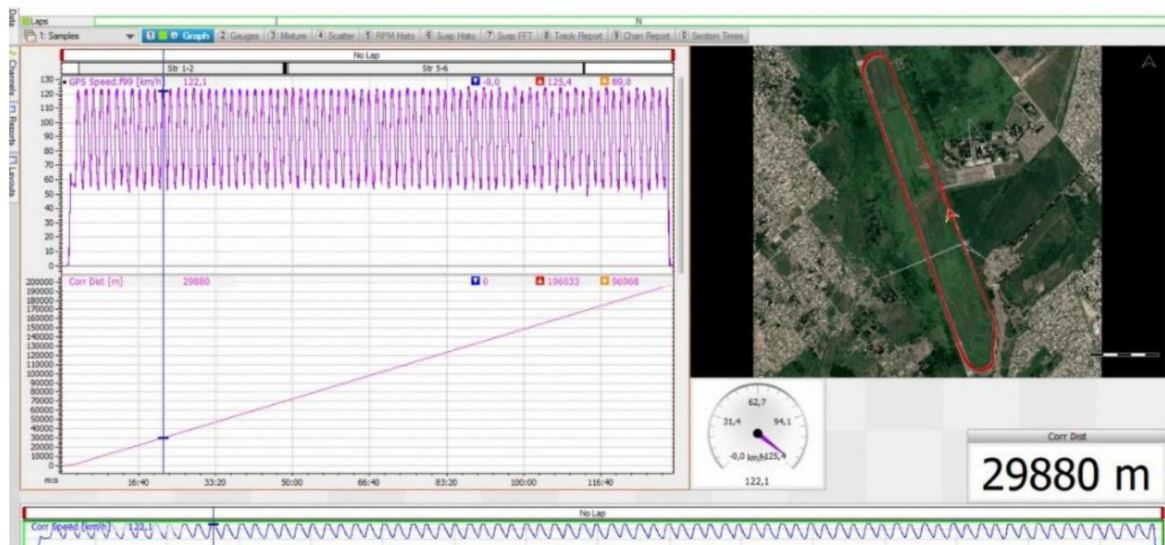 Laps
N
1: Samples
1 Graph 2 Gauges 3 Mixture 4 Scatter 5 RPM Histo 6 Susp Histo 7 Susp FFT 8 Track Report 9 Chan Report 0 Section Times
Data
Channels
Reports
Layouts
No Lap
Str 1-2 Str 5-6
GPS Speed.f99 [km/h] 122,1 -0,0 125,4 89,0
130
120
110
100
90
80
70
60
50
40
30
20
10
0
Corr Dist [m] 29880 0 196033 96968
200000
190000
180000
170000
160000
150000
140000
130000
120000
110000
100000
90000
80000
70000
60000
50000
40000
30000
20000
10000
0
m:s 16:40 33:20 50:00 66:40 83:20 100:00 116:40
62,7
31,4 94,1
-0,0 km/h 125,4
122,1
Corr Dist
29880 m
No Lap
Corr Speed [km/h] 122,1